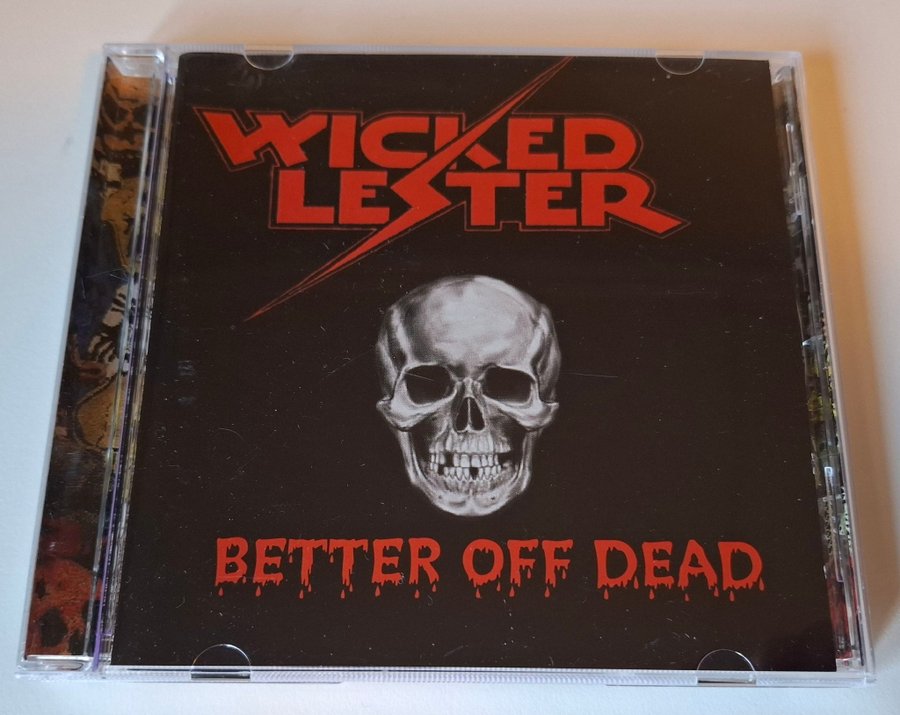 WICKED
LESTER
BETTER OFF DEAD